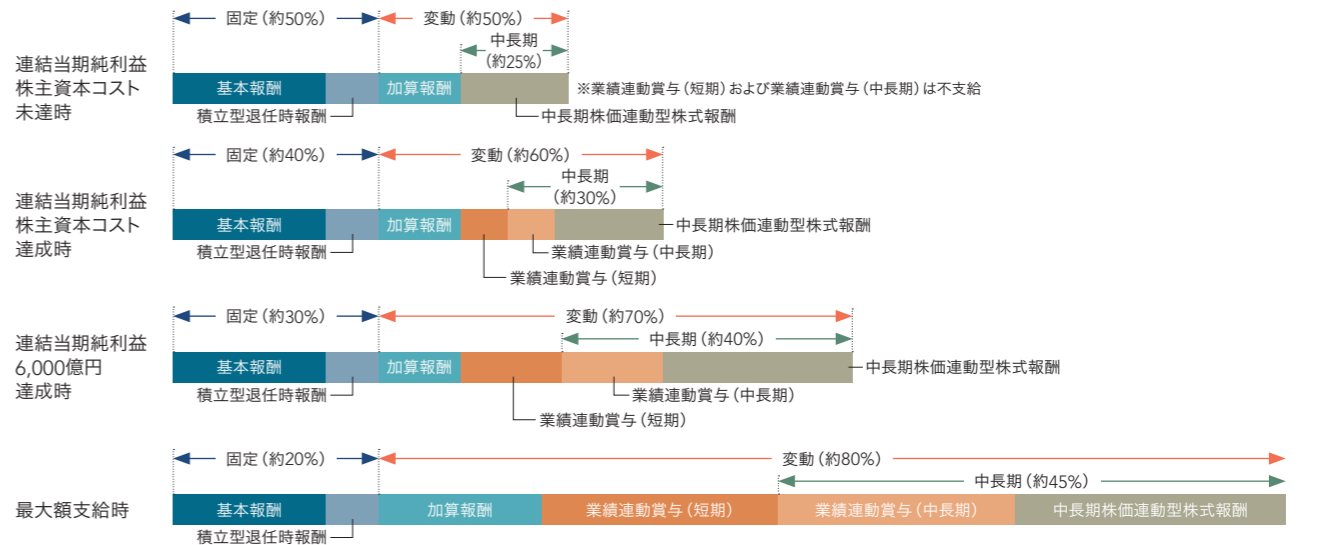 固定（約50%）
変動（約50%）
中長期
（約25%）
連結当期純利益
株主資本コスト
未達時
基本報酬
加算報酬
※業績連動賞与（短期）および業績連動賞与（中長期）は不支給
積立型退任時報酬
中長期株価連動型株式報酬
固定（約40%）
変動（約60%）
中長期
（約30%）
連結当期純利益
株主資本コスト
達成時
基本報酬
加算報酬
中長期株価連動型株式報酬
積立型退任時報酬
業績連動賞与（中長期）
業績連動賞与（短期）
固定（約30%）
変動（約70%）
中長期（約40%）
連結当期純利益
6,000億円
達成時
基本報酬
加算報酬
中長期株価連動型株式報酬
積立型退任時報酬
業績連動賞与（中長期）
業績連動賞与（短期）
固定（約20%）
変動（約80%）
中長期（約45%）
最大額支給時
基本報酬
加算報酬
業績連動賞与（短期）
業績連動賞与（中長期）
中長期株価連動型株式報酬
積立型退任時報酬